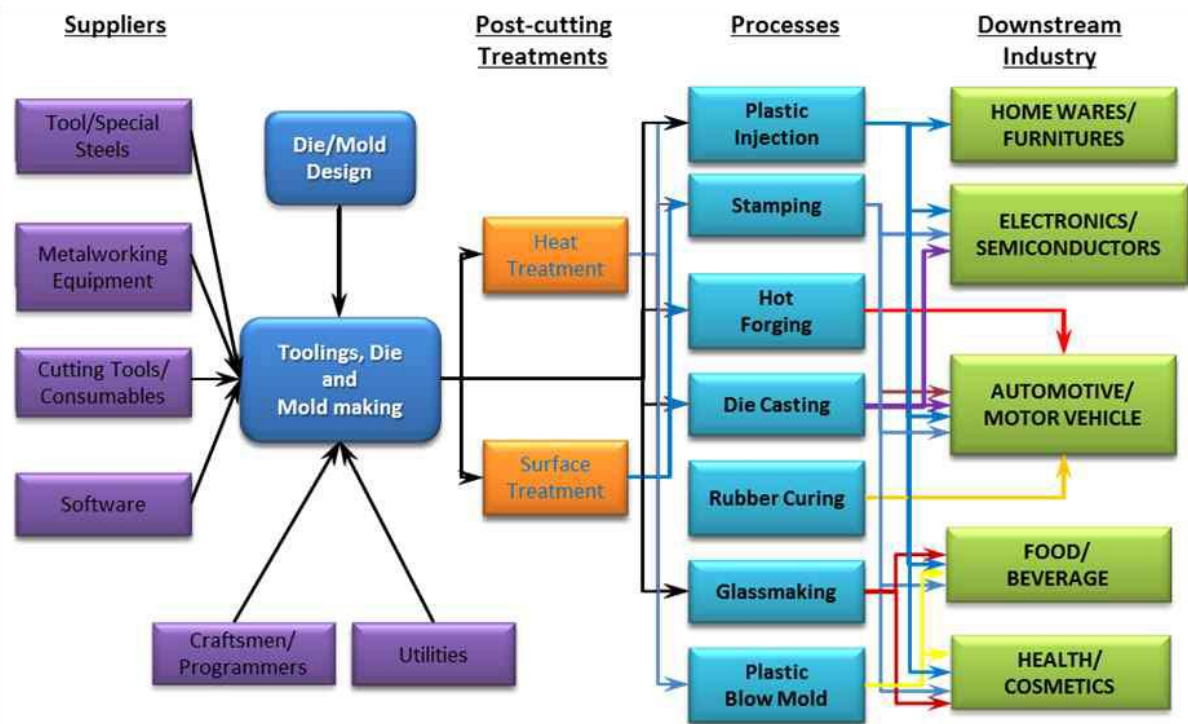 Suppliers
Post-cutting
Treatments
Processes
Downstream
Industry
Tool/Special
Steels
Metalworking
Equipment
Cutting Tools/
Consumables
Software
Craftsmen/
Programmers
Utilities
Die/Mold
Design
Toolings, Die
and
Mold making
Heat
Treatment
Surface
Treatment
Plastic
Injection
Stamping
Hot
Forging
Die Casting
Rubber Curing
Glassmaking
Plastic
Blow Mold
HOME WARES/
FURNITURES
ELECTRONICS/
SEMICONDUCTORS
AUTOMOTIVE/
MOTOR VEHICLE
FOOD/
BEVERAGE
HEALTH/
COSMETICS